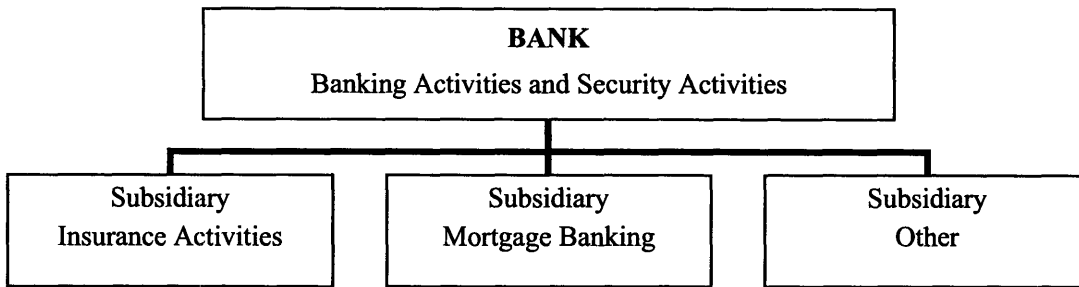 BANK
Banking Activities and Security Activities
Subsidiary
Insurance Activities
Subsidiary
Mortgage Banking
Subsidiary
Other